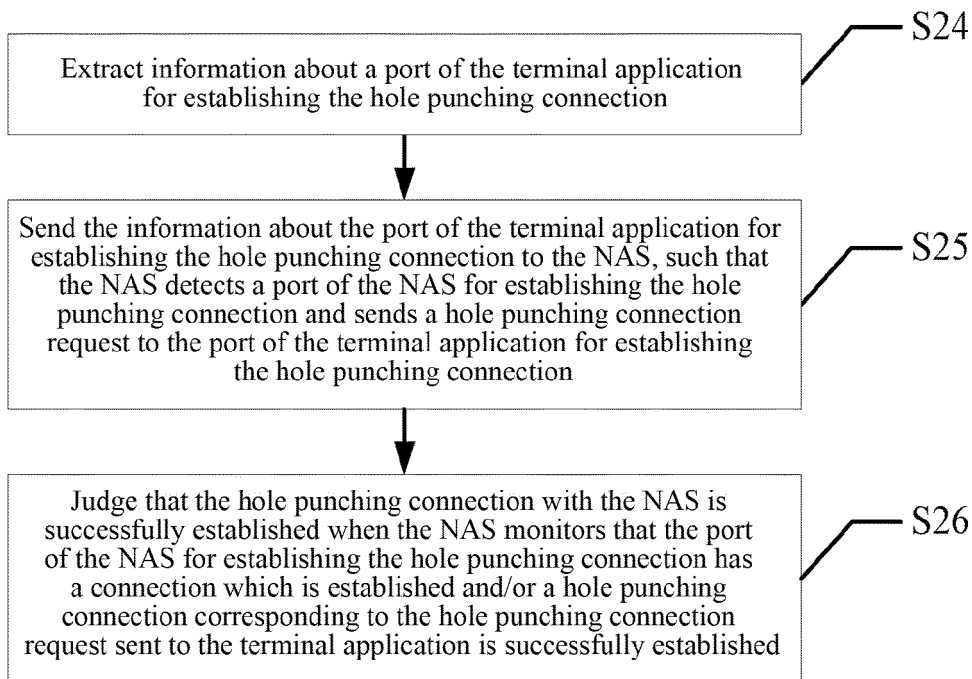 S24
Extract information about a port of the terminal application
for establishing the hole punching connection
Send the information about the port of the terminal application for
establishing the hole punching connection to the NAS, such that
the NAS detects a port of the NAS for establishing the hole
punching connection and sends a hole punching connection
request to the port of the terminal application for establishing
the hole punching connection
S25
Judge that the hole punching connection with the NAS is
successfully established when the NAS monitors that the port
of the NAS for establishing the hole punching connection has
a connection which is established and/or a hole punching
connection corresponding to the hole punching connection
request sent to the terminal application is successfully established
S26